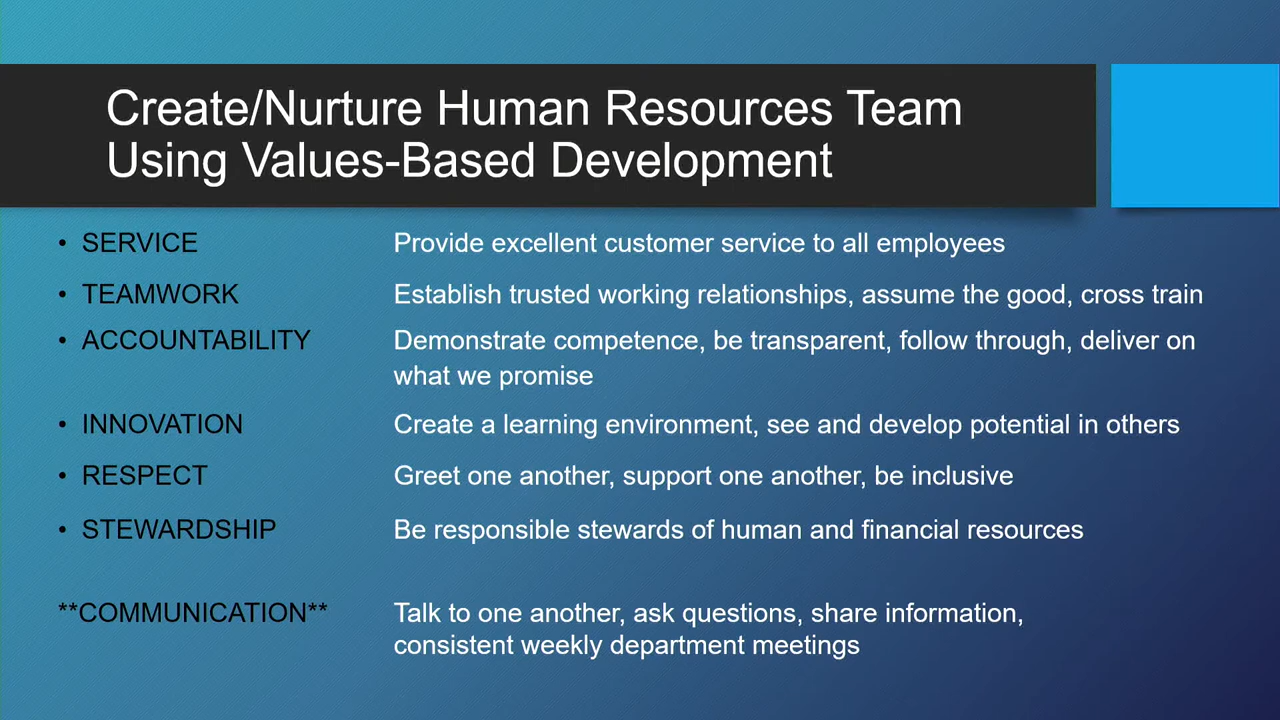 Create/Nurture Human Resources Team
Using Values-Based Development
• SERVICE Provide excellent customer service to all employees
• TEAMWORK Establish trusted working relationships, assume the good, cross train
• ACCOUNTABILITY Demonstrate competence, be transparent, follow through, deliver on
what we promise
• INNOVATION Create a learning environment, see and develop potential in others
• RESPECT Greet one another, support one another, be inclusive
• STEWARDSHIP Be responsible stewards of human and financial resources
**COMMUNICATION** Talk to one another, ask questions, share information,
consistent weekly department meetings